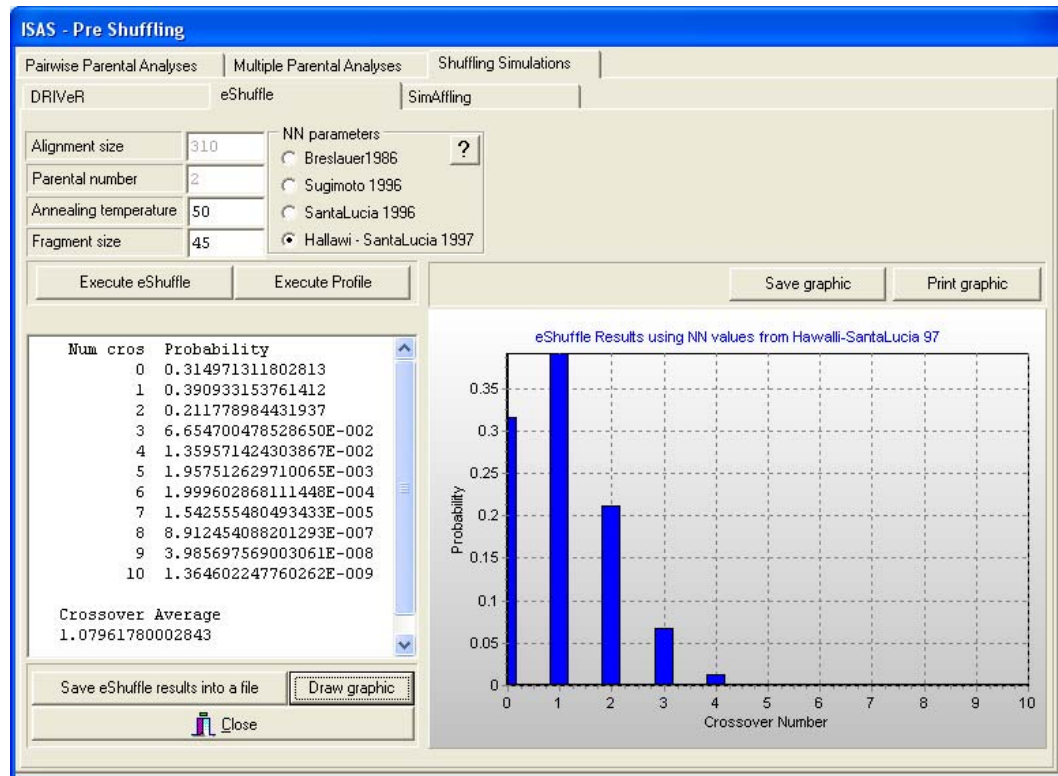 ISAS - Pre Shuffling
Pairwise Parental Analyses Multiple Parental Analyses Shuffling Simulations
DRIVeR eShuffle SimAffling
Alignment size 310
Parental number 2
Annealing temperature 50
Fragment size 45
NN parameters ?
Breslauer1986
Sugimoto 1996
SantaLucia 1996
Hallawi - SantaLucia 1997
Execute eShuffle Execute Profile
Save graphic Print graphic
Num cros Probability
0 0.314971311802813
1 0.390933153761412
2 0.211778984431937
3 6.654700478528650E-002
4 1.359571424303867E-002
5 1.957512629710065E-003
6 1.999602868111448E-004
7 1.542555480493433E-005
8 8.912454088201293E-007
9 3.985697569003061E-008
10 1.364602247760262E-009
Crossover Average
1.07961780002843
Save eShuffle results into a file Draw graphic
Close
eShuffle Results using NN values from Hawalli-SantaLucia 97
0.35
0.3
0.25
0.2
0.15
0.1
0.05
0
Probability
0 1 2 3 4 5 6 7 8 9 10
Crossover Number